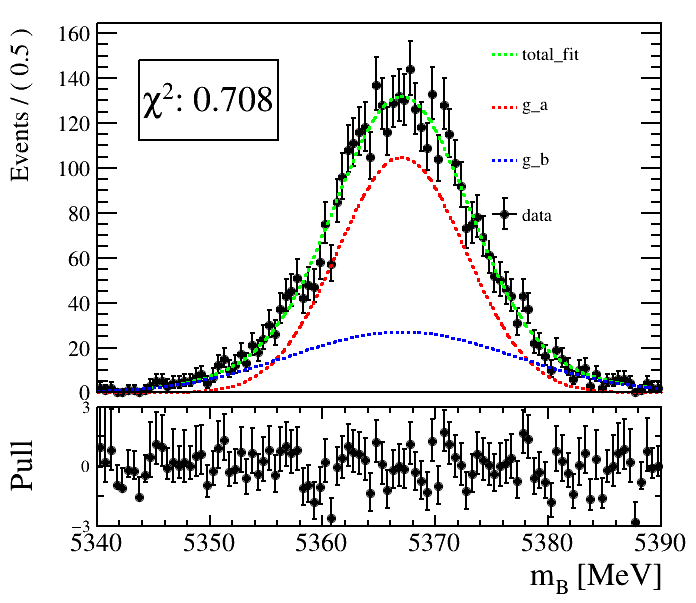 Events / ( 0.5 )
160
140
120
100
80
60
40
20
0
χ²: 0.708
total_fit
g_a
g_b
data
Pull
3
0
−3
5340 5350 5360 5370 5380 5390
m_B [MeV]